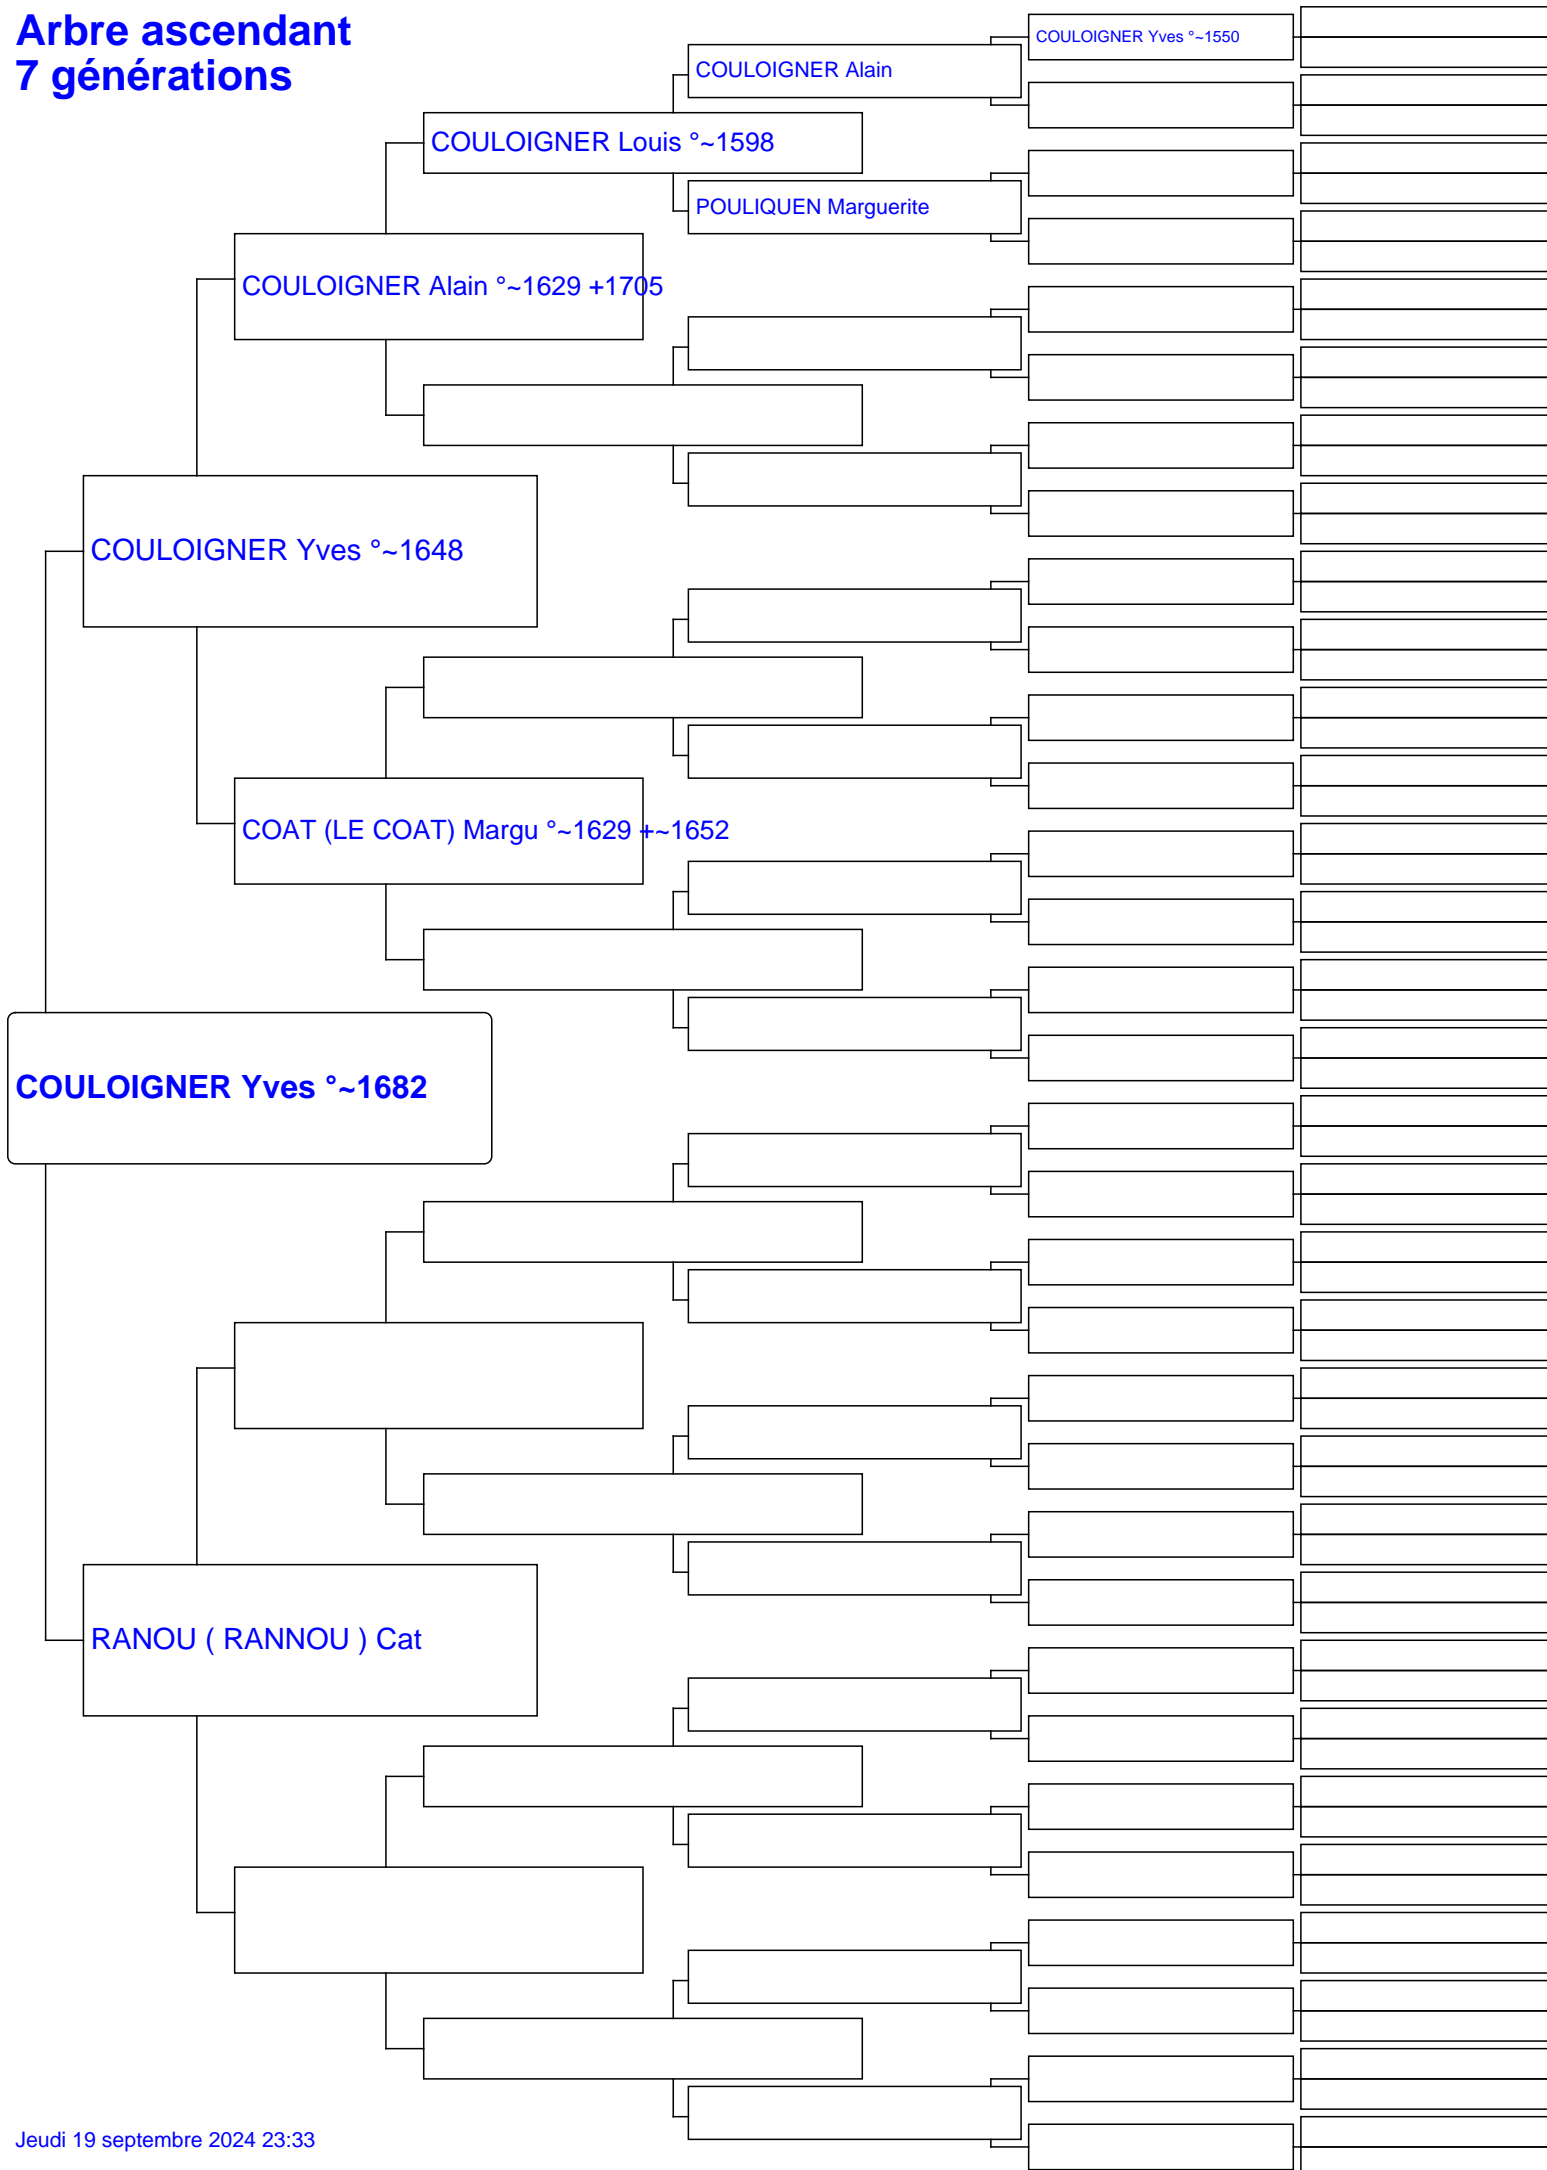 Arbre ascendant
7 générations
COULOIGNER Yves °~1550
COULOIGNER Alain
COULOIGNER Louis °~1598
POULIQUEN Marguerite
COULOIGNER Alain °~1629 +1705
COULOIGNER Yves °~1648
COAT (LE COAT) Margu °~1629 +~1652
COULOIGNER Yves °~1682
RANOU ( RANNOU ) Cat
Jeudi 19 septembre 2024 23:33